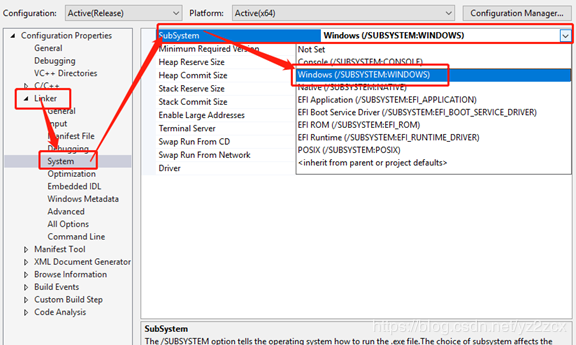 Configuration: Active(Release) Platform: Active(x64) Configuration Manager...
Configuration Properties
General
Debugging
VC++ Directories
C/C++
Linker
General
Input
Manifest File
Debugging
System
Optimization
Embedded IDL
Windows Metadata
Advanced
All Options
Command Line
Manifest Tool
XML Document Generator
Browse Information
Build Events
Custom Build Step
Code Analysis
SubSystem Windows (/SUBSYSTEM:WINDOWS)
Minimum Required Version
Heap Reserve Size
Heap Commit Size
Stack Reserve Size
Stack Commit Size
Enable Large Addresses
Terminal Server
Swap Run From CD
Swap Run From Network
Driver
Not Set
Console (/SUBSYSTEM:CONSOLE)
Windows (/SUBSYSTEM:WINDOWS)
Native (/SUBSYSTEM:NATIVE)
EFI Application (/SUBSYSTEM:EFI_APPLICATION)
EFI Boot Service Driver (/SUBSYSTEM:EFI_BOOT_SERVICE_DRIVER)
EFI ROM (/SUBSYSTEM:EFI_ROM)
EFI Runtime (/SUBSYSTEM:EFI_RUNTIME_DRIVER)
POSIX (/SUBSYSTEM:POSIX)
<inherit from parent or project defaults>
SubSystem
The /SUBSYSTEM option tells the operating system how to run the .exe file.The choice of subsystem affects the
https://blog.csdn.net/yz2zcx